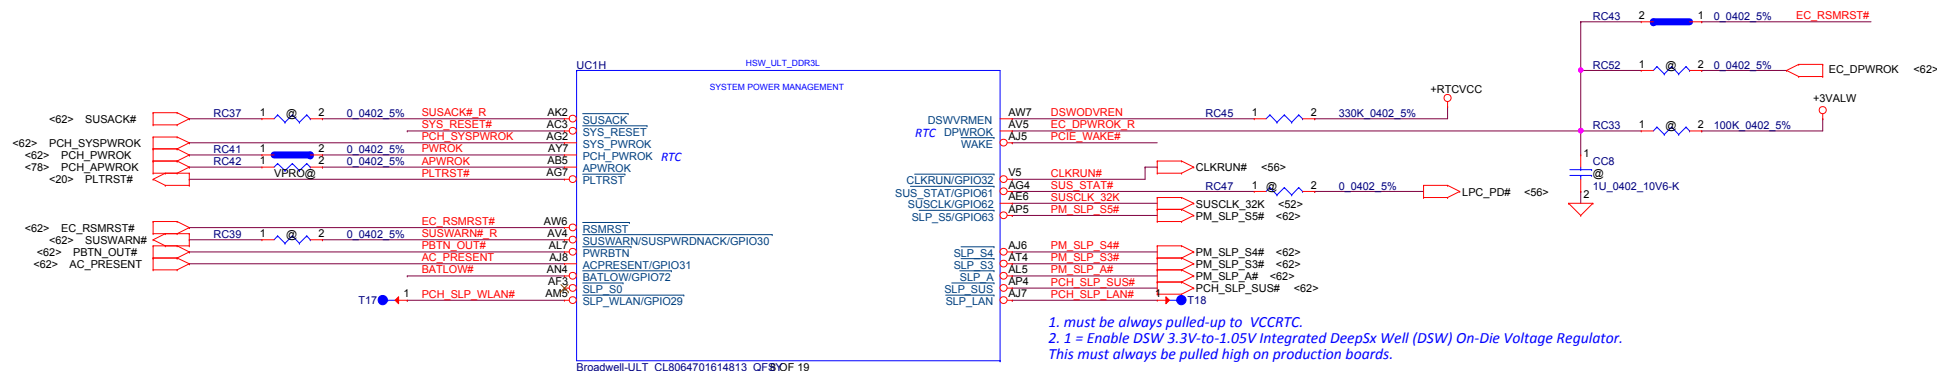 RC43 2 1 0_0402_5% EC_RSMRST#
UC1H HSW_ULT_DDR3L
RC52 1 @ 2 0_0402_5% EC_DPWROK <62>
SYSTEM POWER MANAGEMENT
+RTCVCC
+3VALW
<62> SUSACK# RC37 1 @ 2 0_0402_5% SUSACK#_R AK2 SUSACK
DSWVRMEN AW7 DSWODVREN RC45 1 2 330K_0402_5%
SYS_RESET# AC3 SYS_RESET
RTC DPWROK AV5 EC_DPWROK_R RC33 1 @ 2 100K_0402_5%
<62> PCH_SYSPWROK PCH_SYSPWROK AG2 SYS_PWROK
WAKE AJ5 PCIE_WAKE#
<62> PCH_PWROK RC41 1 2 0_0402_5% PWROK AY7 PCH_PWROK RTC
<78> PCH_APWROK RC42 1 2 0_0402_5% APWROK AB5 APWROK
VPRO@
<20> PLTRST# PLTRST# AG7 PLTRST
CLKRUN/GPIO32 V5 CLKRUN# CLKRUN# <56>
SUS_STAT/GPIO61 AG4 SUS_STAT# RC47 1 @ 2 0_0402_5% LPC_PD# <56>
SUSCLK/GPIO62 AE6 SUSCLK_32K SUSCLK_32K <52>
SLP_S5/GPIO63 AP5 PM_SLP_S5# PM_SLP_S5# <62>
1
CC8
@
1U_0402_10V6-K
2
<62> EC_RSMRST# EC_RSMRST# AW6 RSMRST
<62> SUSWARN# RC39 1 @ 2 0_0402_5% SUSWARN#_R AV4 SUSWARN/SUSPWRDNACK/GPIO30
<62> PBTN_OUT# PBTN_OUT# AL7 PWRBTN
<62> AC_PRESENT AC_PRESENT AJ8 ACPRESENT/GPIO31
BATLOW# AN4 BATLOW/GPIO72
AF3 SLP_S0
T17 1 PCH_SLP_WLAN# AM5 SLP_WLAN/GPIO29
SLP_S4 AJ6 PM_SLP_S4# PM_SLP_S4# <62>
SLP_S3 AT4 PM_SLP_S3# PM_SLP_S3# <62>
SLP_A AL5 PM_SLP_A# PM_SLP_A# <62>
SLP_SUS AP4 PCH_SLP_SUS# PCH_SLP_SUS# <62>
SLP_LAN AJ7 PCH_SLP_LAN# 1 T18
1. must be always pulled-up to VCCRTC.
2. 1 = Enable DSW 3.3V-to-1.05V Integrated DeepSx Well (DSW) On-Die Voltage Regulator.
This must always be pulled high on production boards.
Broadwell-ULT_CL8064701614813_QF8Y 8 OF 19